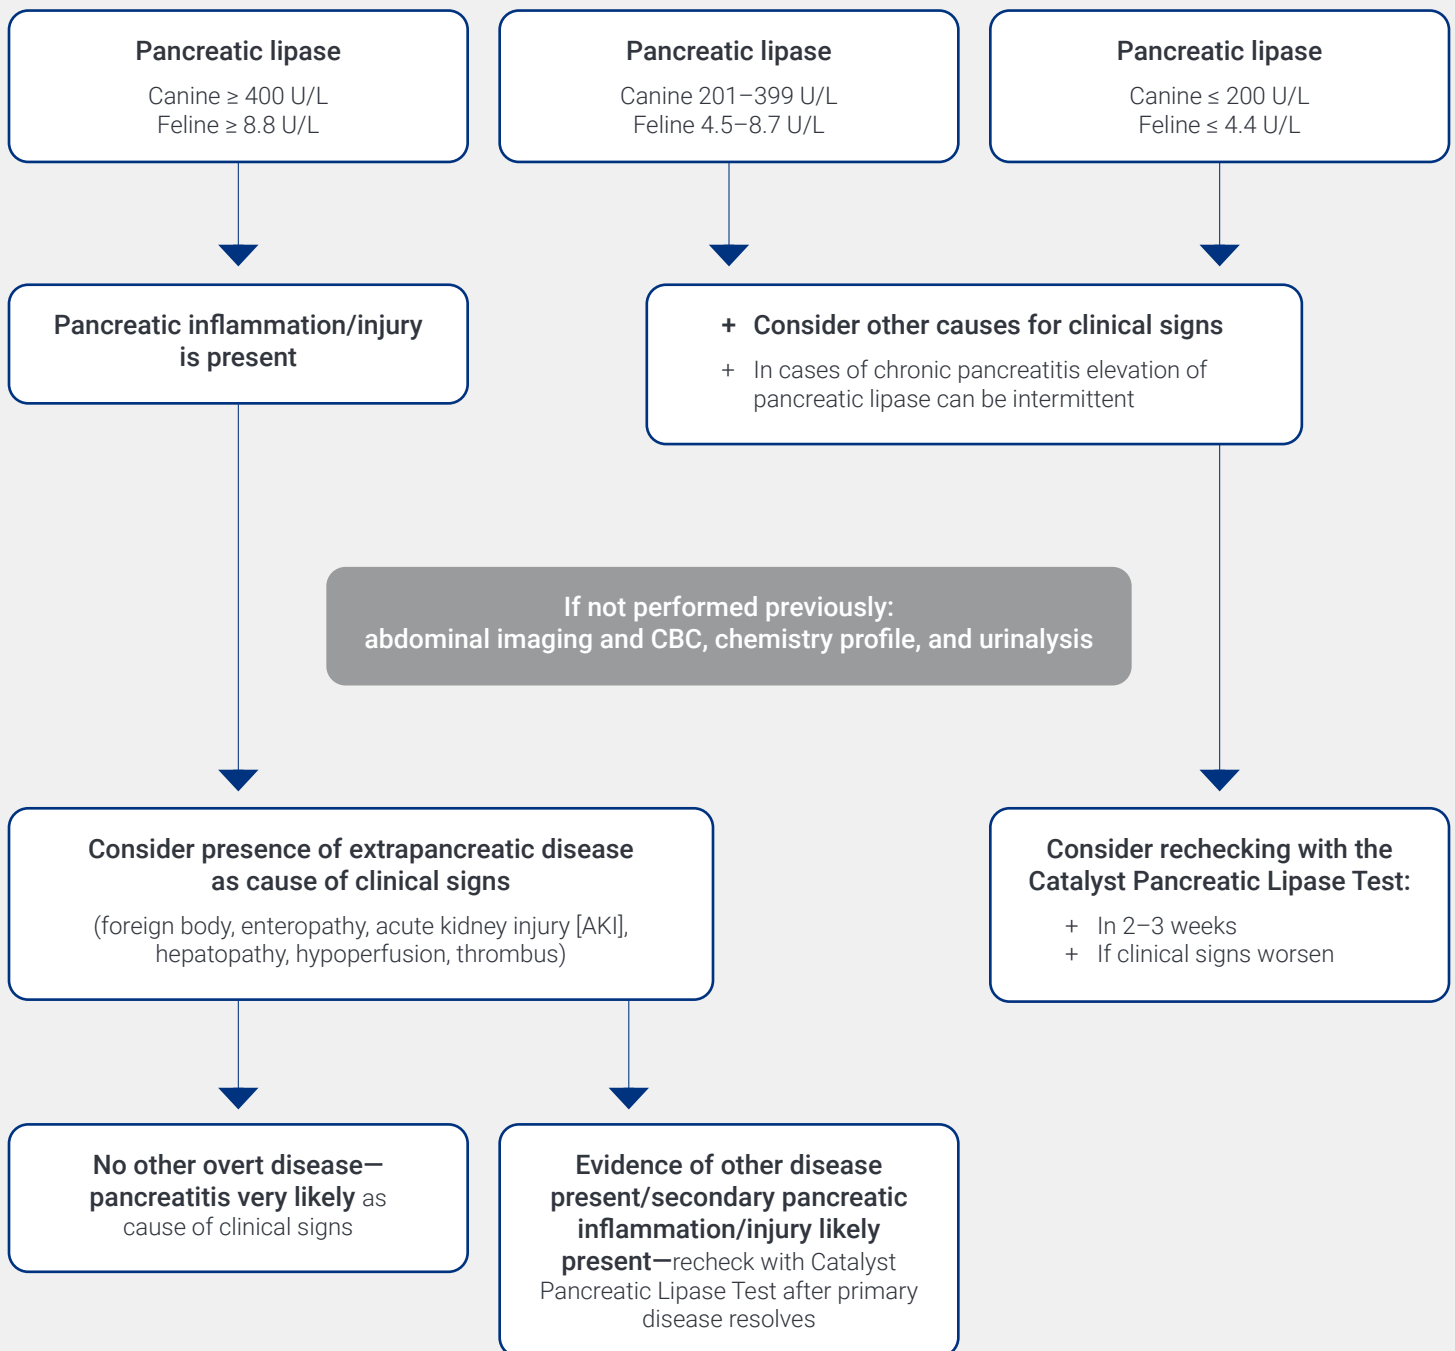 Pancreatic lipase
Canine ≥ 400 U/L
Feline ≥ 8.8 U/L
Pancreatic lipase
Canine 201–399 U/L
Feline 4.5–8.7 U/L
Pancreatic lipase
Canine ≤ 200 U/L
Feline ≤ 4.4 U/L
Pancreatic inflammation/injury
is present
+ Consider other causes for clinical signs
+ In cases of chronic pancreatitis elevation of
pancreatic lipase can be intermittent
If not performed previously:
abdominal imaging and CBC, chemistry profile, and urinalysis
Consider presence of extrapancreatic disease
as cause of clinical signs
(foreign body, enteropathy, acute kidney injury [AKI],
hepatopathy, hypoperfusion, thrombus)
Consider rechecking with the
Catalyst Pancreatic Lipase Test:
+ In 2–3 weeks
+ If clinical signs worsen
No other overt disease—
pancreatitis very likely as
cause of clinical signs
Evidence of other disease
present/secondary pancreatic
inflammation/injury likely
present—recheck with Catalyst
Pancreatic Lipase Test after primary
disease resolves